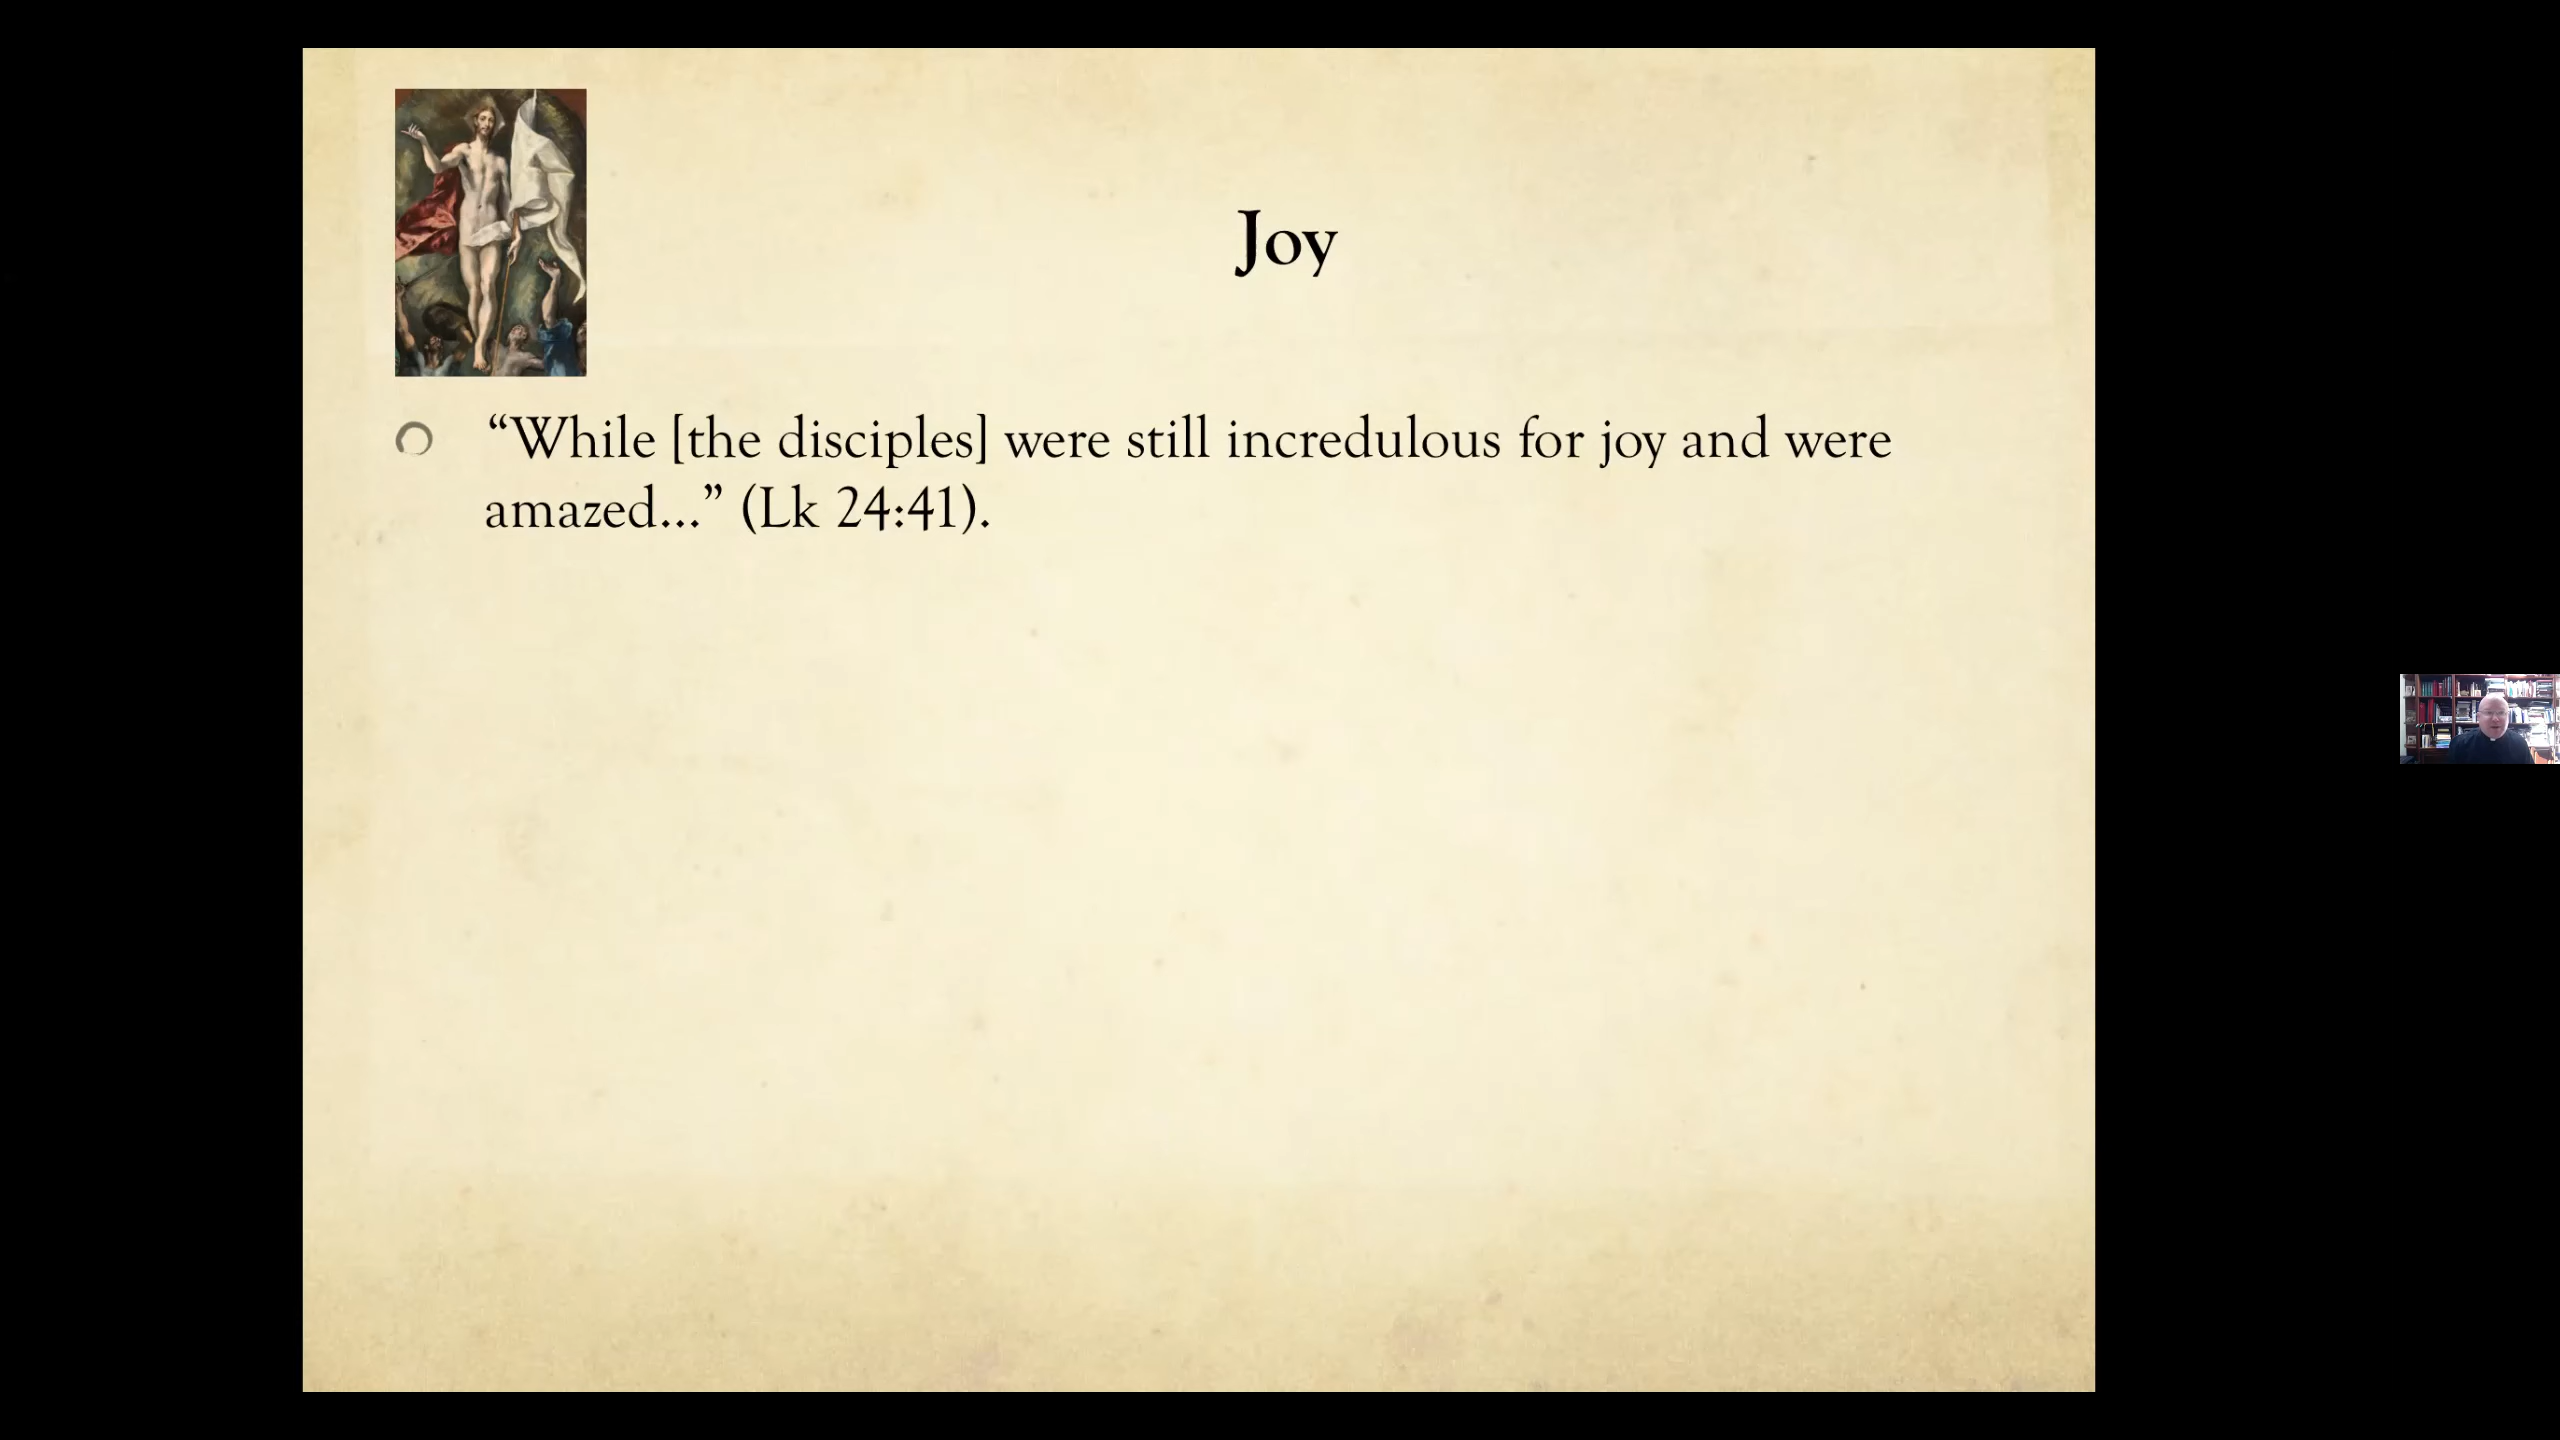 Joy
“While [the disciples] were still incredulous for joy and were
amazed…” (Lk 24:41).